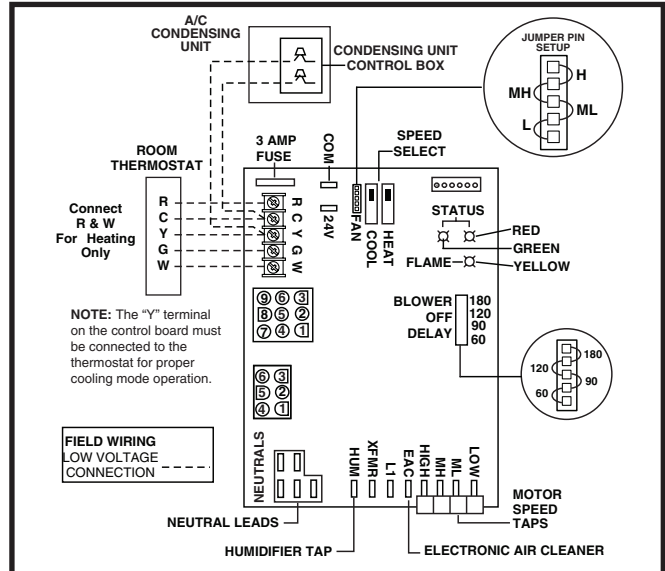 A/C
CONDENSING
UNIT
CONDENSING UNIT
CONTROL BOX
JUMPER PIN
SETUP
H
MH
ML
L
ROOM
THERMOSTAT
3 AMP
FUSE
COM
SPEED
SELECT
Connect
R & W
For Heating
Only
R
C
Y
G
W
R
C
Y
G
W
24V
FAN
COOL
HEAT
STATUS
RED
GREEN
FLAME
YELLOW
NOTE: The "Y" terminal
on the control board must
be connected to the
thermostat for proper
cooling mode operation.
9 6 3
8 5 2
7 4 1
BLOWER
OFF
DELAY
180
120
90
60
180
120
90
60
6 3
5 2
4 1
FIELD WIRING
LOW VOLTAGE
CONNECTION
NEUTRALS
HUM
XFMR
L1
EAC
HIGH
MH
ML
LOW
MOTOR
SPEED
TAPS
NEUTRAL LEADS
HUMIDIFIER TAP
ELECTRONIC AIR CLEANER